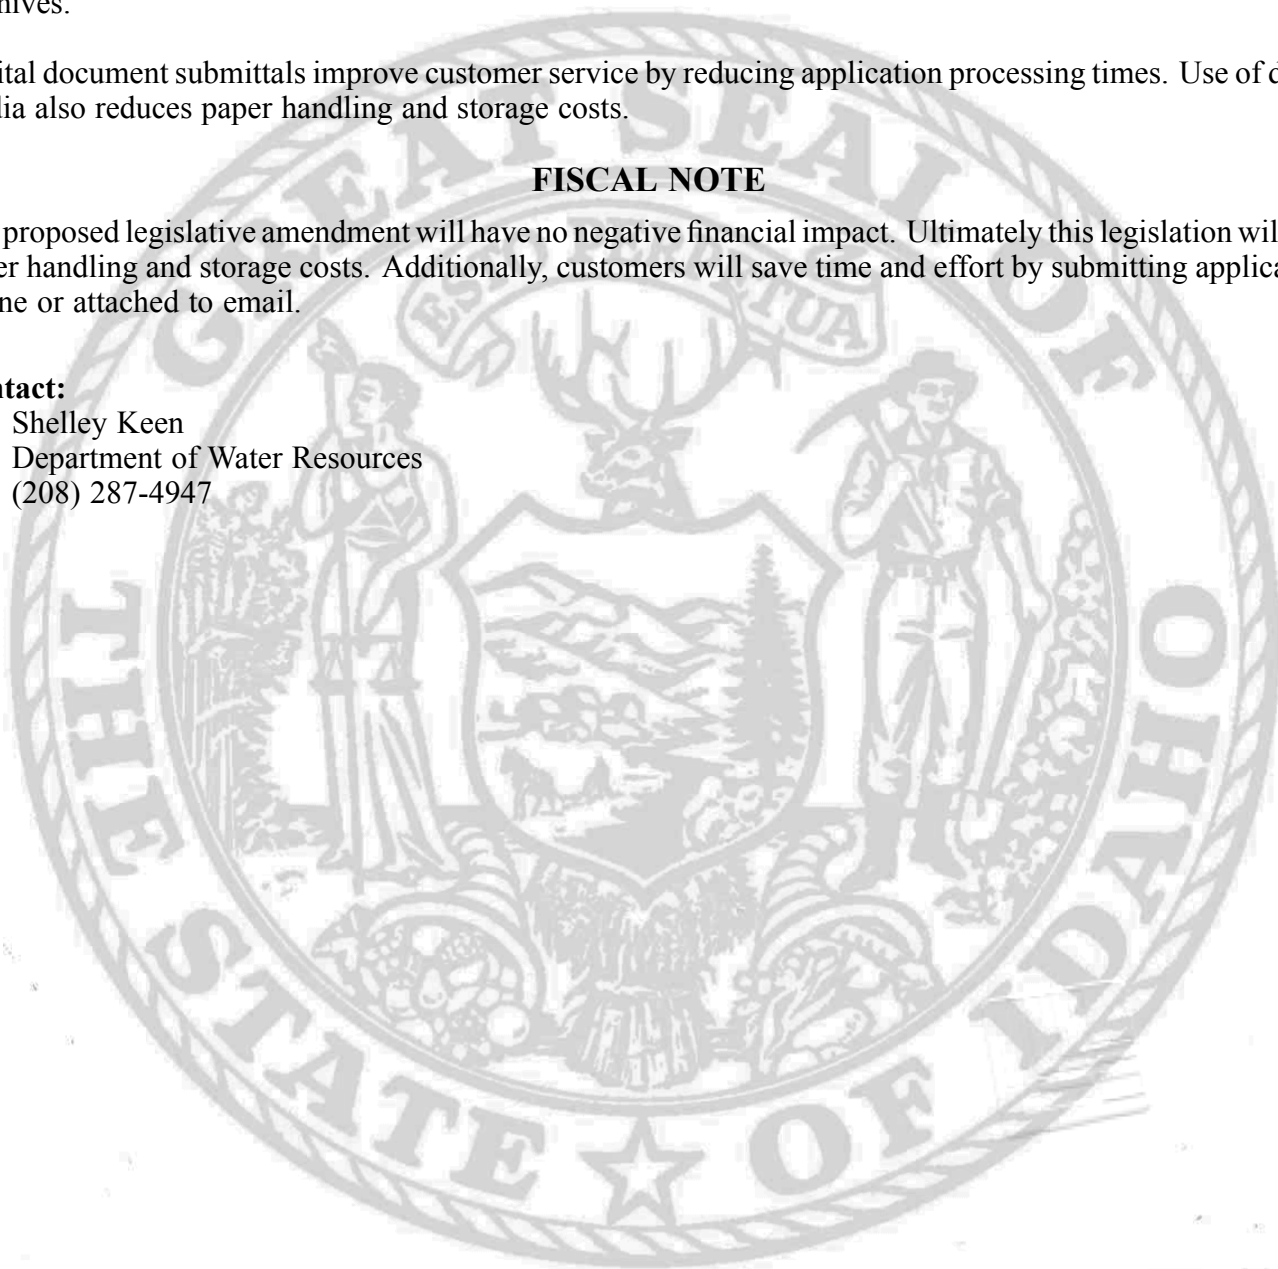 nives.
ital document submittals improve customer service by reducing application processing times. Use of d
lia also reduces paper handling and storage costs.
FISCAL NOTE
proposed legislative amendment will have no negative financial impact. Ultimately this legislation wil
er handling and storage costs. Additionally, customers will save time and effort by submitting applica
ne or attached to email.
ntact:
Shelley Keen
Department of Water Resources
(208) 287-4947
GREAT SEAL OF
THE STATE ☆ OF IDAHO
ESTO PERPETUA